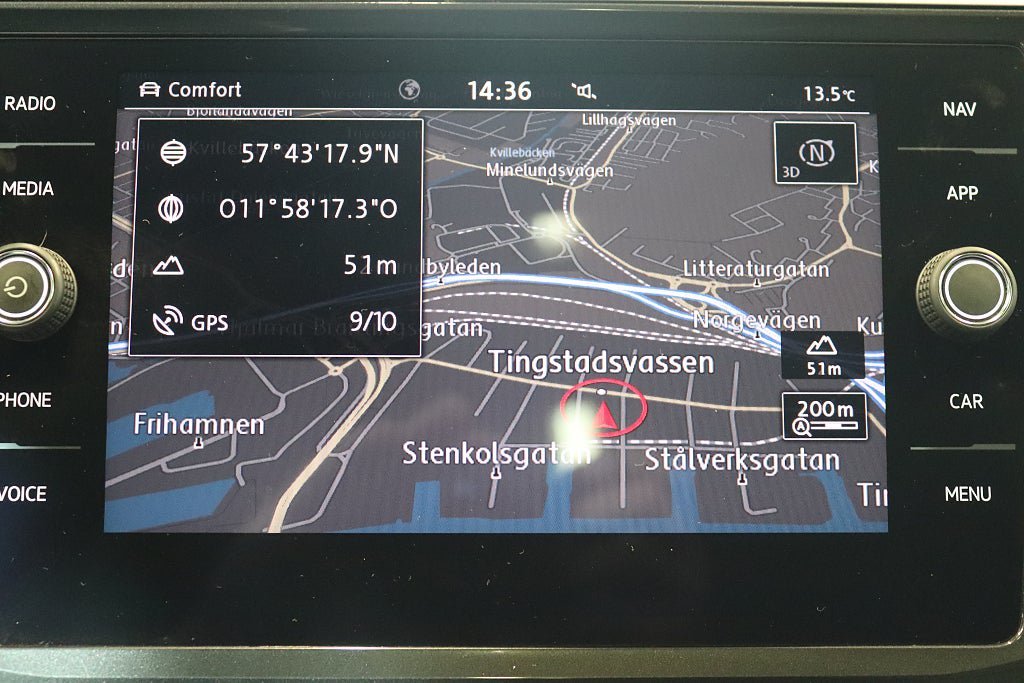 RADIO
MEDIA
PHONE
VOICE
Comfort
14:36
13.5°C
Björlandavägen
57°43'17.9"N
011°58'17.3"O
51m
GPS 9/10
Lillhagsvägen
Kvillebäcken
Minelundsvägen
N
3D
Litteraturgatan
Norgevägen
Tingstadsvassen
51m
200m
A
Frihamnen
Stenkolsgatan
Stålverksgatan
NAV
APP
CAR
MENU